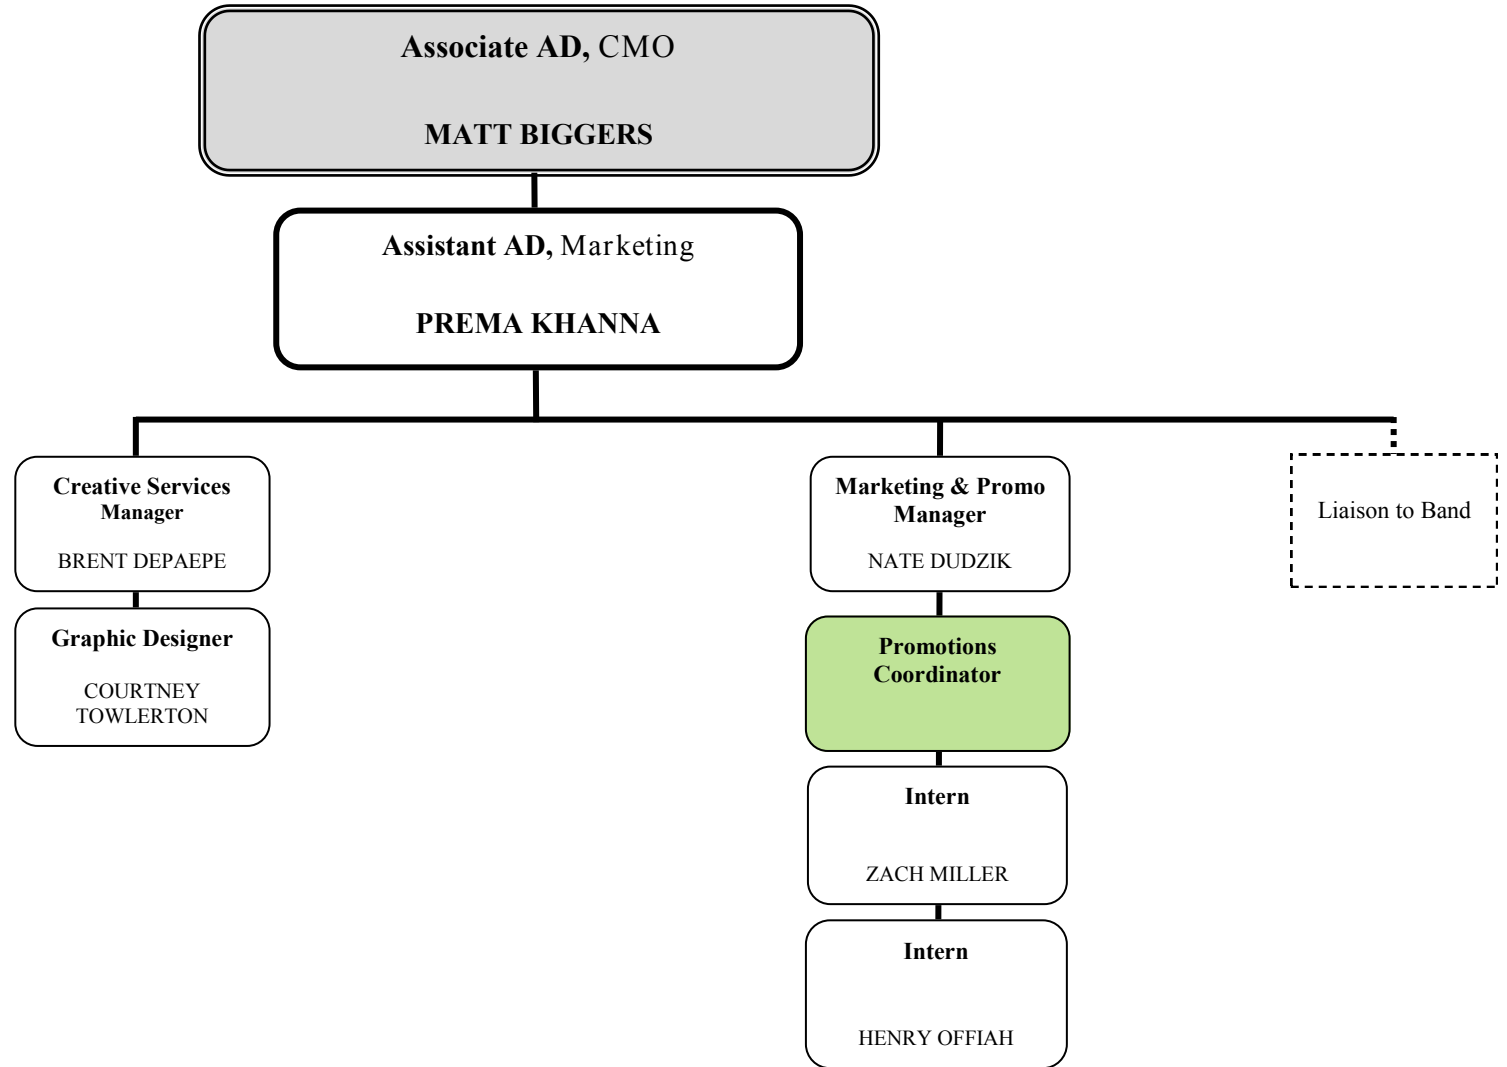 Associate AD, CMO
MATT BIGGERS
Assistant AD, Marketing
PREMA KHANNA
Creative Services
Manager
BRENT DEPAEPE
Graphic Designer
COURTNEY
TOWLERTON
Marketing & Promo
Manager
NATE DUDZIK
Promotions
Coordinator
Intern
ZACH MILLER
Intern
HENRY OFFIAH
Liaison to Band